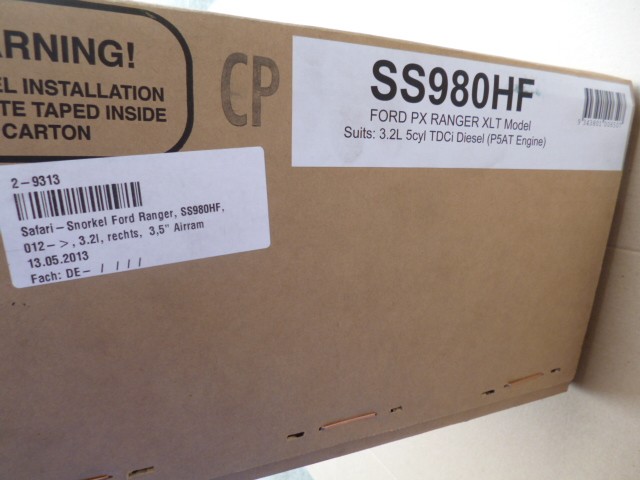 ARNING!
EL INSTALLATION
TE TAPED INSIDE
CARTON
CP
SS980HF
FORD PX RANGER XLT Model
Suits: 3.2L 5cyl TDCi Diesel (P5AT Engine)
2-9313
Safari-Snorkel Ford Ranger, SS980HF,
012->, 3.2l, rechts, 3,5" Airram
13.05.2013
Fach: DE- / / / /